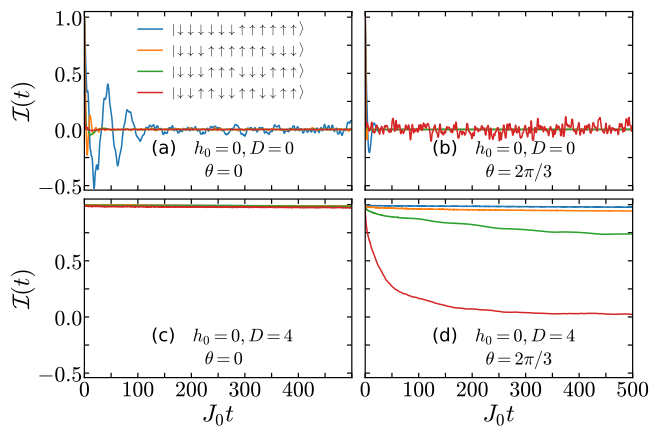 1.0
0.5
0.0
−0.5
I(t)
|↓↓↓↓↓↓↑↑↑↑↑↑⟩
|↓↓↓↑↑↑↑↑↑↓↓↓⟩
|↓↓↓↑↑↑↓↓↓↑↑↑⟩
|↓↓↑↑↓↓↑↑↓↓↑↑⟩
(a) h₀ = 0, D = 0
θ = 0
(b) h₀ = 0, D = 0
θ = 2π/3
0.5
0.0
−0.5
I(t)
(c) h₀ = 0, D = 4
θ = 0
(d) h₀ = 0, D = 4
θ = 2π/3
0 100 200 300 400
0 100 200 300 400 500
J₀t
J₀t